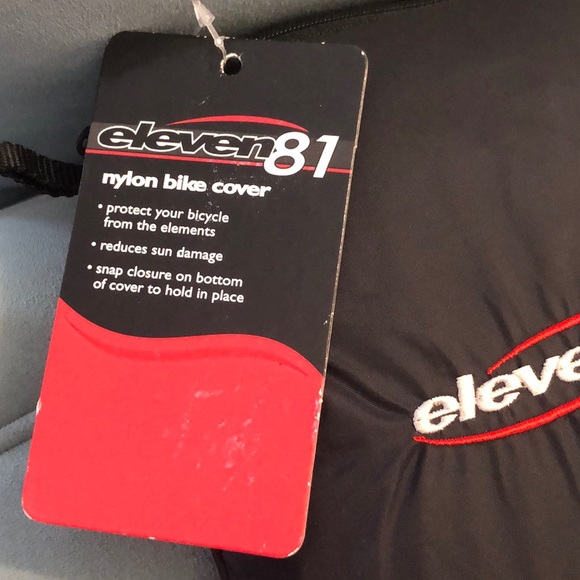 eleven81
nylon bike cover
• protect your bicycle
from the elements
• reduces sun damage
• snap closure on bottom
of cover to hold in place
eleve